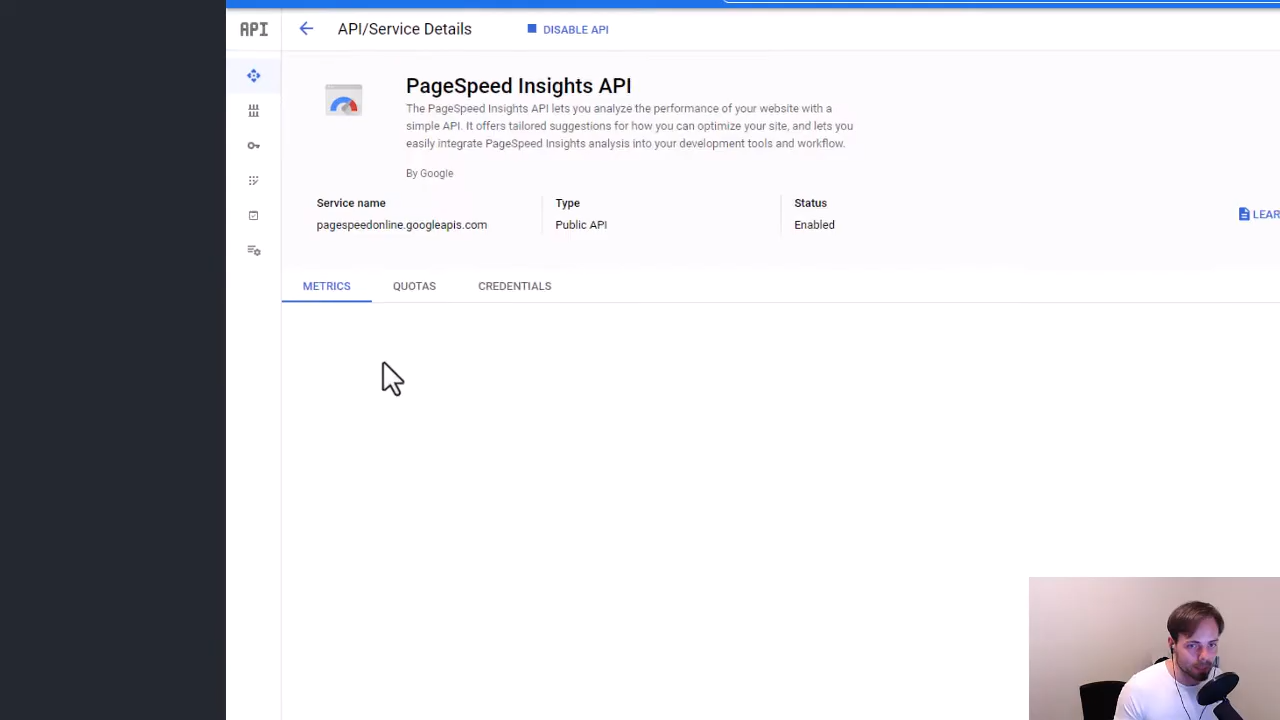 API
API/Service Details
DISABLE API
PageSpeed Insights API
The PageSpeed Insights API lets you analyze the performance of your website with a
simple API. It offers tailored suggestions for how you can optimize your site, and lets you
easily integrate PageSpeed Insights analysis into your development tools and workflow.
By Google
Service name
Type
Status
pagespeedonline.googleapis.com
Public API
Enabled
LEAR
METRICS
QUOTAS
CREDENTIALS